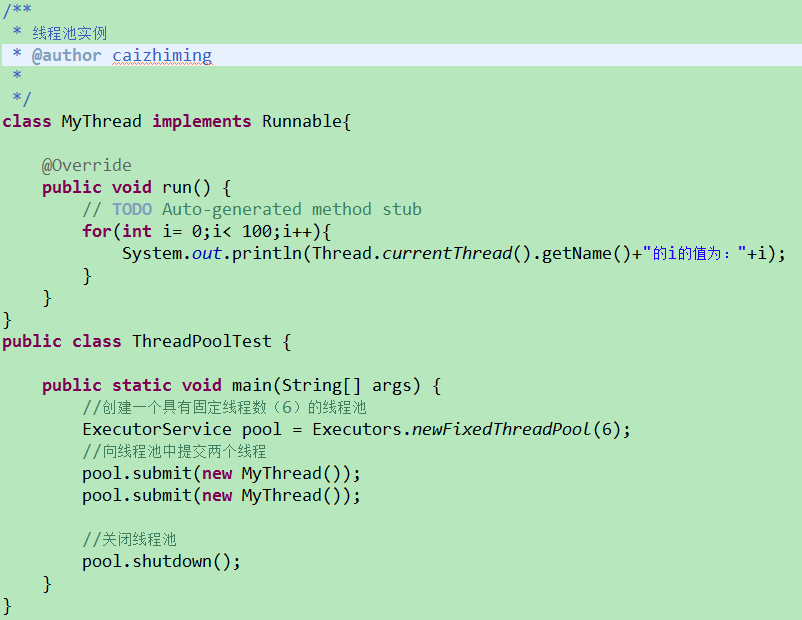 /**
 * 线程池实例
 * @author caizhiming
 *
 */
class MyThread implements Runnable{
    @Override
    public void run() {
        // TODO Auto-generated method stub
        for(int i= 0;i< 100;i++){
            System.out.println(Thread.currentThread().getName()+"的i的值为："+i);
        }
    }
}
public class ThreadPoolTest {
    public static void main(String[] args) {
        //创建一个具有固定线程数（6）的线程池
        ExecutorService pool = Executors.newFixedThreadPool(6);
        //向线程池中提交两个线程
        pool.submit(new MyThread());
        pool.submit(new MyThread());
        //关闭线程池
        pool.shutdown();
    }
}